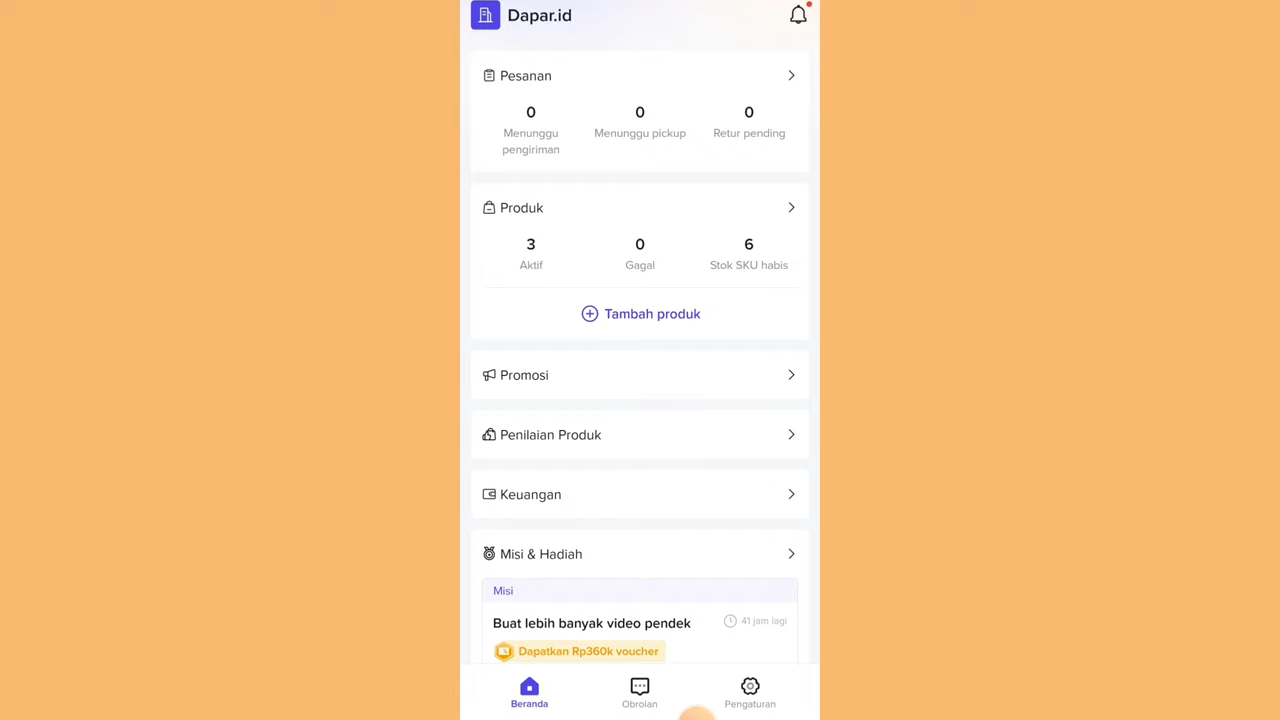 Dapar.id
Pesanan
0 0 0
Menunggu pengiriman Menunggu pickup Retur pending
Produk
3 0 6
Aktif Gagal Stok SKU habis
Tambah produk
Promosi
Penilaian Produk
Keuangan
Misi & Hadiah
Misi
Buat lebih banyak video pendek 41 jam lagi
Dapatkan Rp360k voucher
Beranda Obrolan Pengaturan